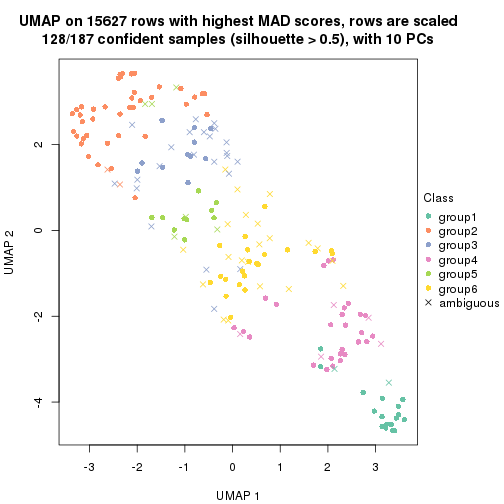 UMAP on 15627 rows with highest MAD scores, rows are scaled
128/187 confident samples (silhouette > 0.5), with 10 PCs
UMAP 2
2
0
-2
-4
-3
-2
-1
0
1
2
3
UMAP 1
Class
group1
group2
group3
group4
group5
group6
ambiguous